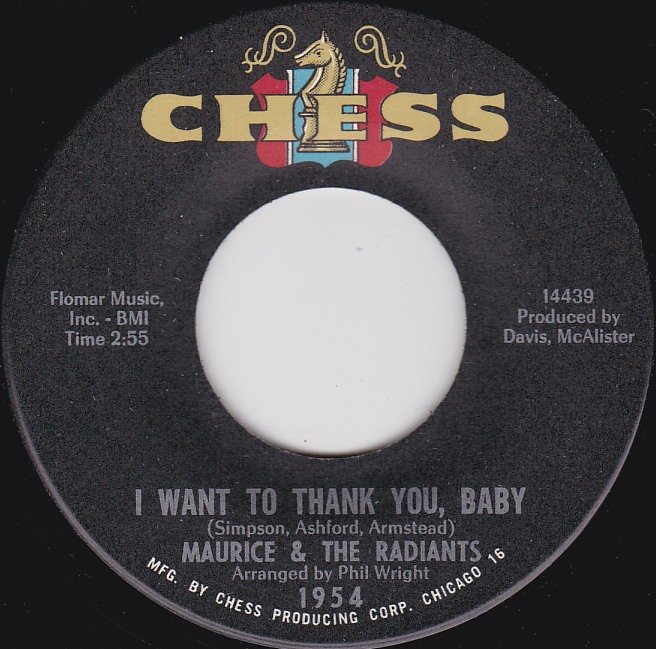 CHESS
Flomar Music,
Inc. - BMI
Time 2:55
14439
Produced by
Davis, McAlister
I WANT TO THANK YOU, BABY
(Simpson, Ashford, Armstead)
MAURICE & THE RADIANTS
Arranged by Phil Wright
1954
MFG. BY CHESS PRODUCING CORP. CHICAGO 16